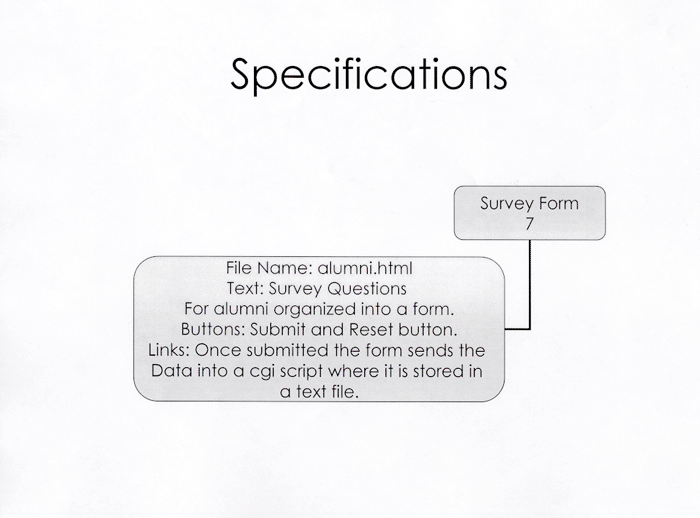 Specifications
Survey Form
7
File Name: alumni.html
Text: Survey Questions
For alumni organized into a form.
Buttons: Submit and Reset button.
Links: Once submitted the form sends the
Data into a cgi script where it is stored in
a text file.